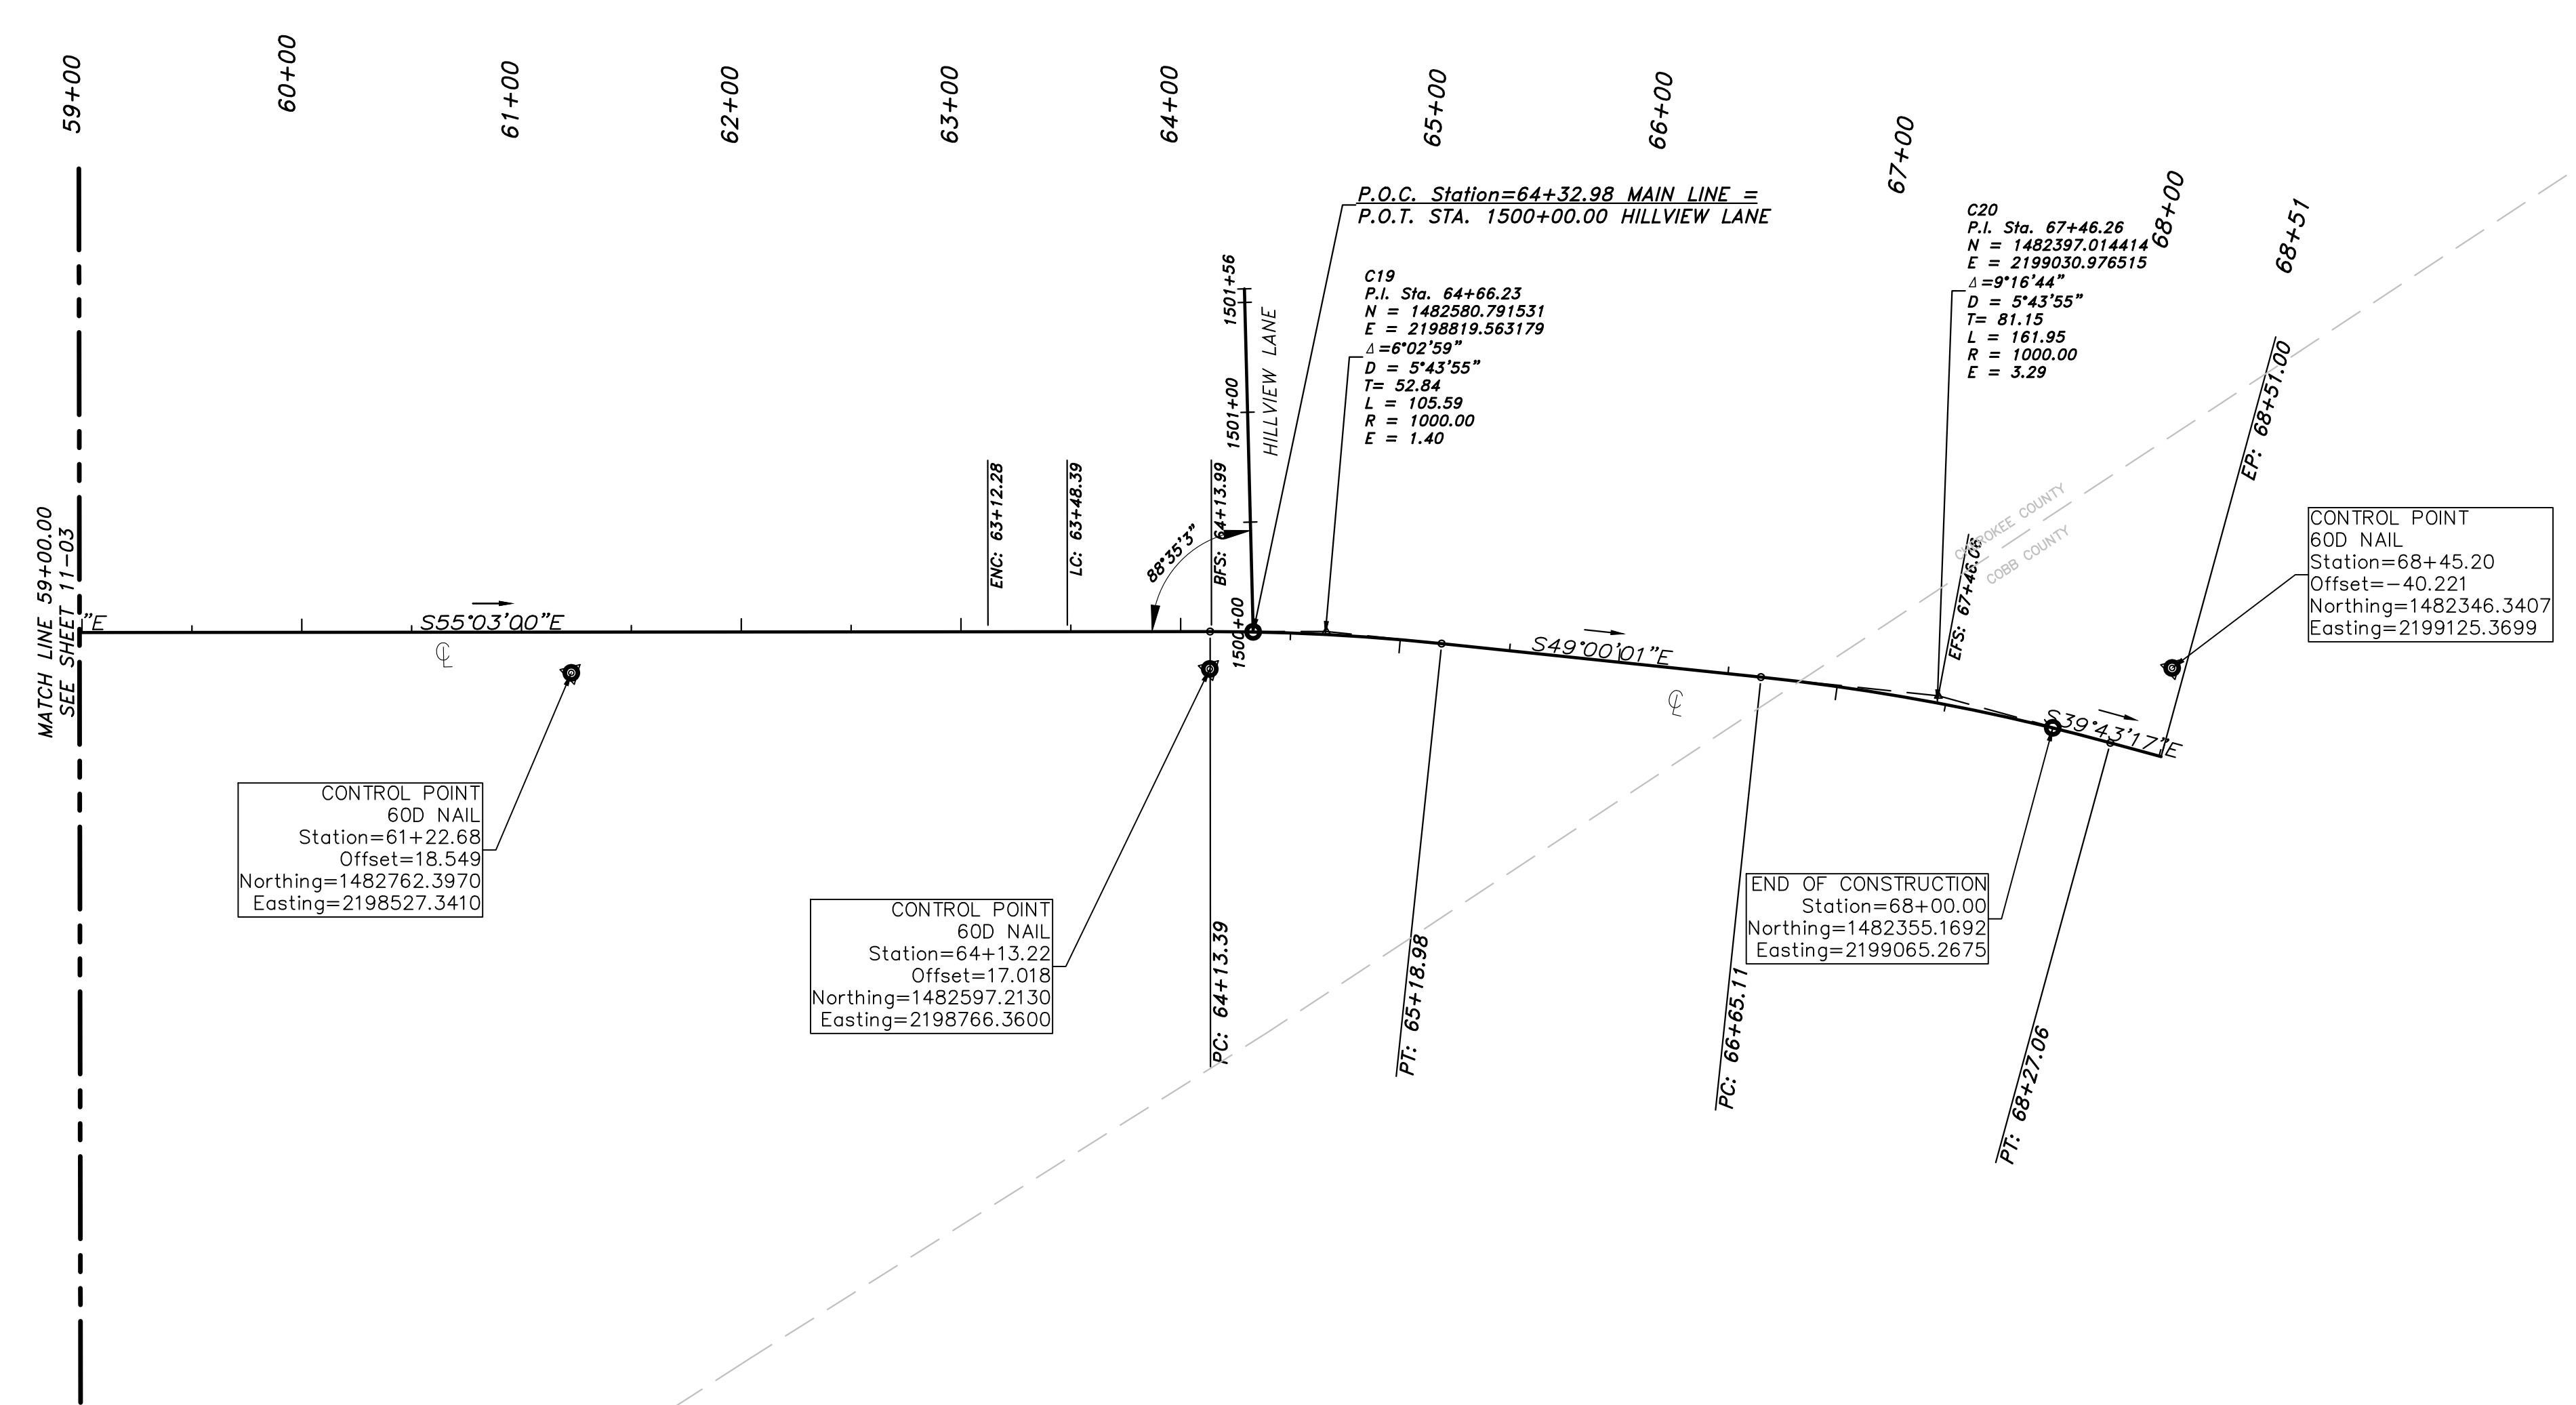 59+00
60+00
61+00
62+00
63+00
64+00
65+00
66+00
67+00
68+00
68+51
P.O.C. Station=64+32.98 MAIN LINE =
P.O.T. STA. 1500+00.00 HILLVIEW LANE
C19
P.I. Sta. 64+66.23
N = 1482580.791531
E = 2198819.563179
Δ=6°02'59"
D = 5°43'55"
T= 52.84
L = 105.59
R = 1000.00
E = 1.40
C20
P.I. Sta. 67+46.26
N = 1482397.014414
E = 2199030.976515
Δ=9°16'44"
D = 5°43'55"
T= 81.15
L = 161.95
R = 1000.00
E = 3.29
1501+56
1501+00
1500+00
HILLVIEW LANE
ENC: 63+12.28
LC: 63+48.39
BFS: 64+13.99
88°35'3"
EFS: 67+46.06
EP: 68+51.00
CHEROKEE COUNTY
COBB COUNTY
MATCH LINE 59+00.00
SEE SHEET 11-03
"E
S55°03'00"E
S49°00'01"E
S39°43'17"E
℄
℄
CONTROL POINT
60D NAIL
Station=68+45.20
Offset=-40.221
Northing=1482346.3407
Easting=2199125.3699
CONTROL POINT
60D NAIL
Station=61+22.68
Offset=18.549
Northing=1482762.3970
Easting=2198527.3410
CONTROL POINT
60D NAIL
Station=64+13.22
Offset=17.018
Northing=1482597.2130
Easting=2198766.3600
END OF CONSTRUCTION
Station=68+00.00
Northing=1482355.1692
Easting=2199065.2675
PC: 64+13.39
PT: 65+18.98
PC: 66+65.11
PT: 68+27.06